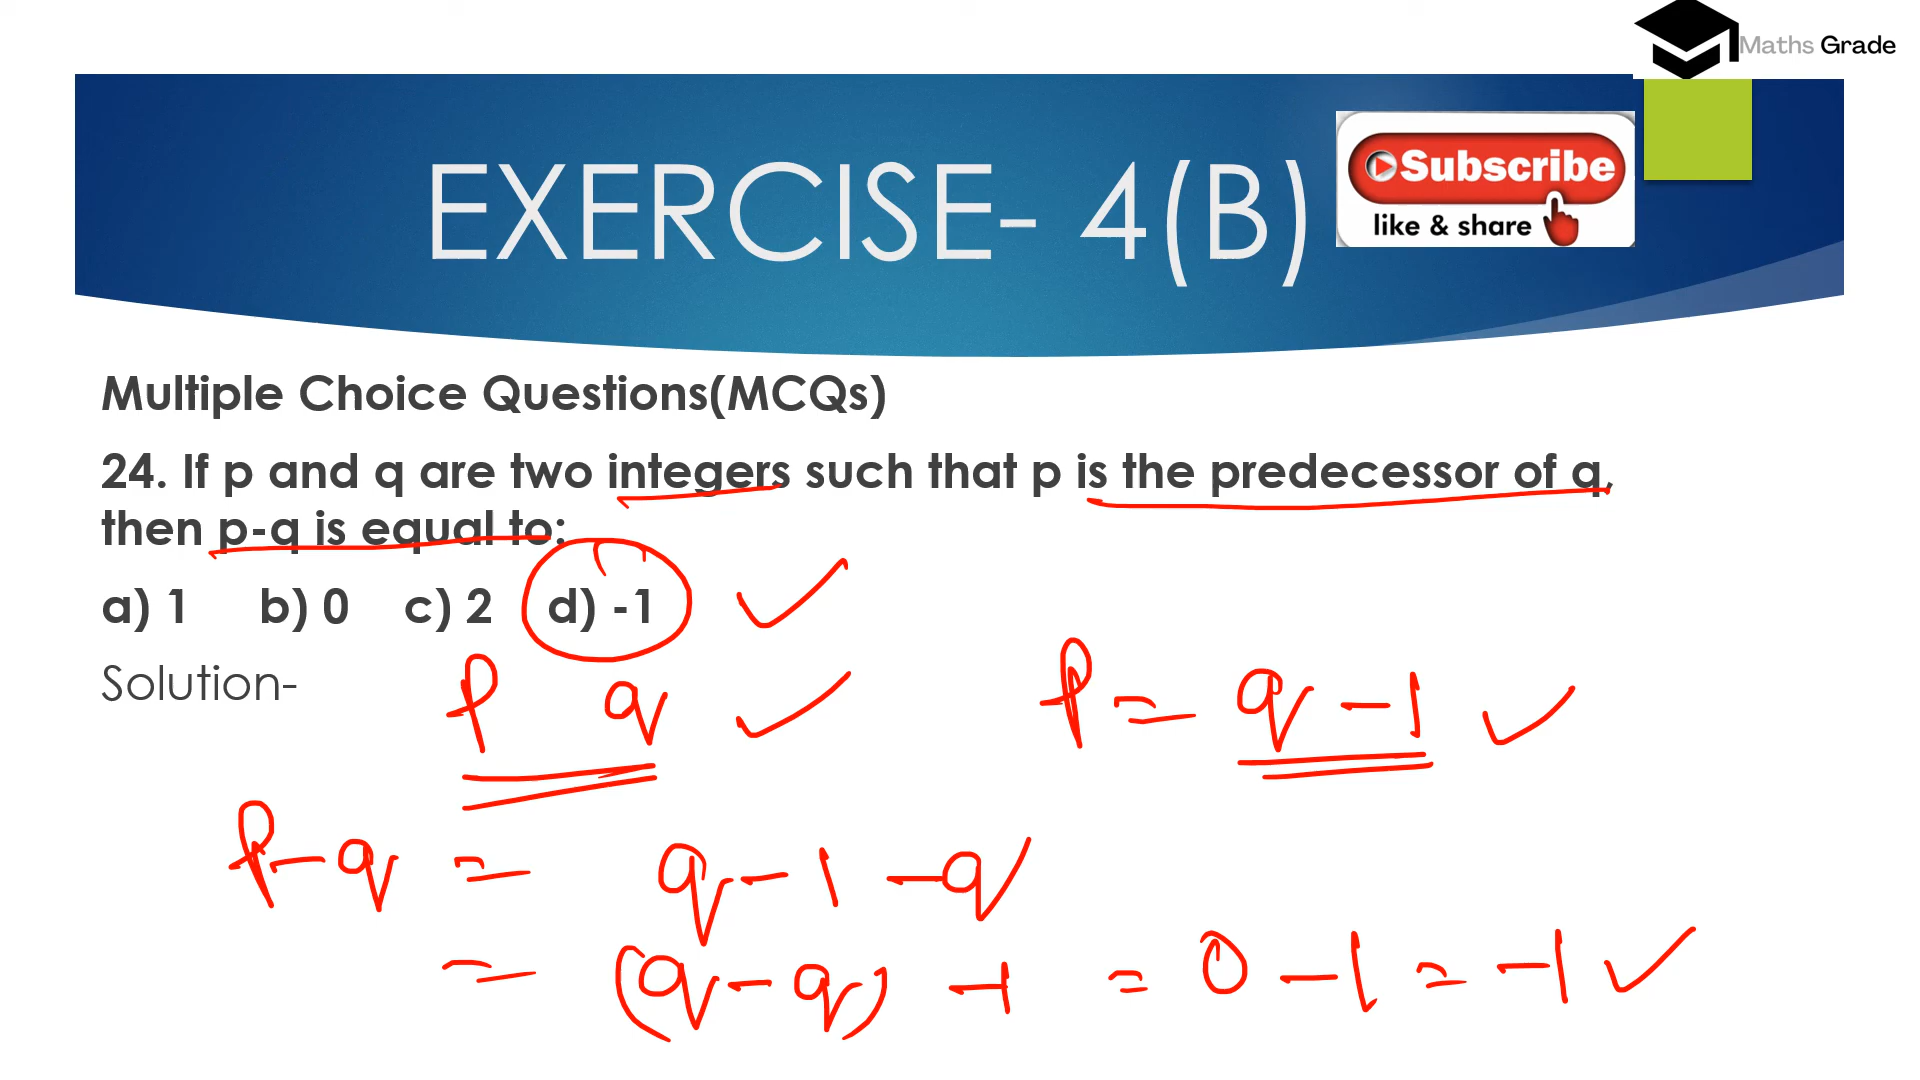 Maths Grade
EXERCISE- 4(B)
Subscribe
like & share
Multiple Choice Questions(MCQs)
24. If p and q are two integers such that p is the predecessor of q,
then p-q is equal to:
a) 1 b) 0 c) 2 d) -1
Solution-
p q p = q - 1
p - q = q - 1 - q
= (q - q) - 1 = 0 - 1 = -1